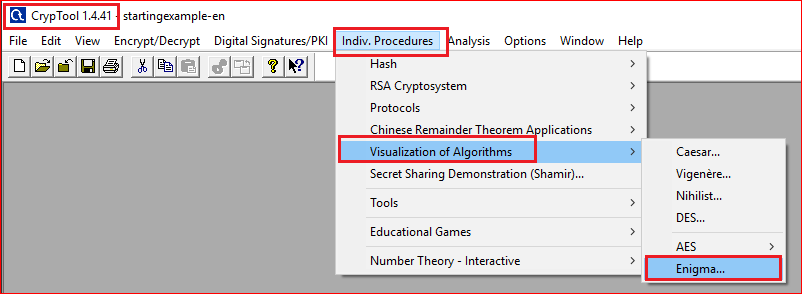 CrypTool 1.4.41 - startingexample-en
File Edit View Encrypt/Decrypt Digital Signatures/PKI Indiv. Procedures Analysis Options Window Help
Hash
RSA Cryptosystem
Protocols
Chinese Remainder Theorem Applications
Visualization of Algorithms
Secret Sharing Demonstration (Shamir)...
Tools
Educational Games
Number Theory - Interactive
Caesar...
Vigenère...
Nihilist...
DES...
AES
Enigma...